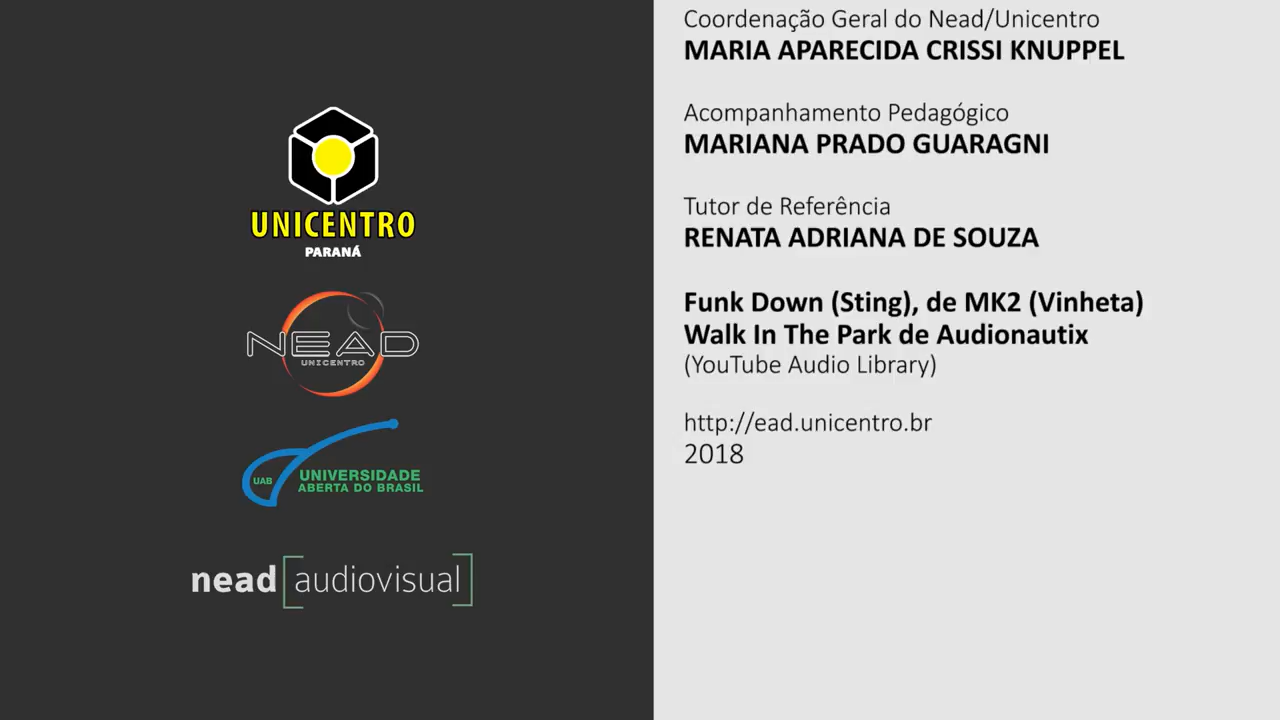 UNICENTRO
PARANÁ
NEAD
UNICENTRO
UAB
UNIVERSIDADE
ABERTA DO BRASIL
nead[audiovisual]
Coordenação Geral do Nead/Unicentro
MARIA APARECIDA CRISSI KNUPPEL
Acompanhamento Pedagógico
MARIANA PRADO GUARAGNI
Tutor de Referência
RENATA ADRIANA DE SOUZA
Funk Down (Sting), de MK2 (Vinheta)
Walk In The Park de Audionautix
(YouTube Audio Library)
http://ead.unicentro.br
2018